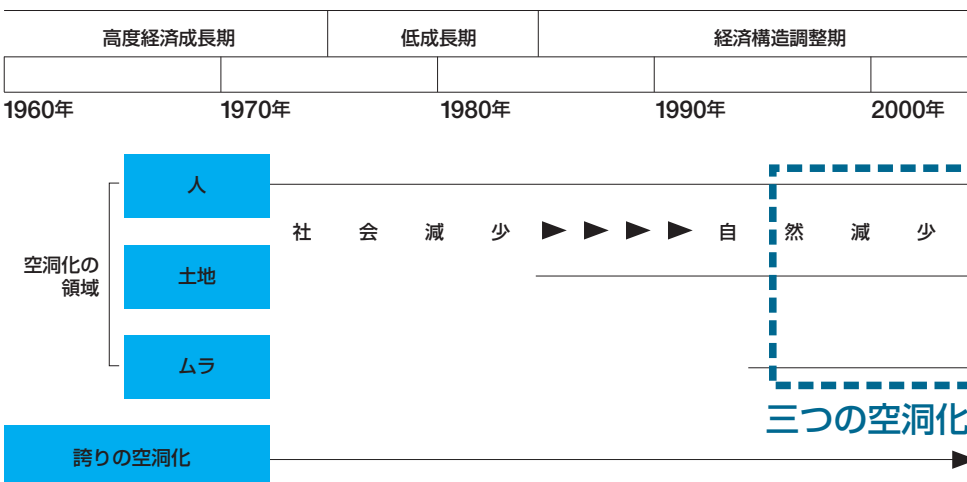 高度経済成長期 低成長期 経済構造調整期
1960年 1970年 1980年 1990年 2000年
人
社会減少 ▶▶▶▶ 自然減少
空洞化の
領域
土地
ムラ
三つの空洞化
誇りの空洞化